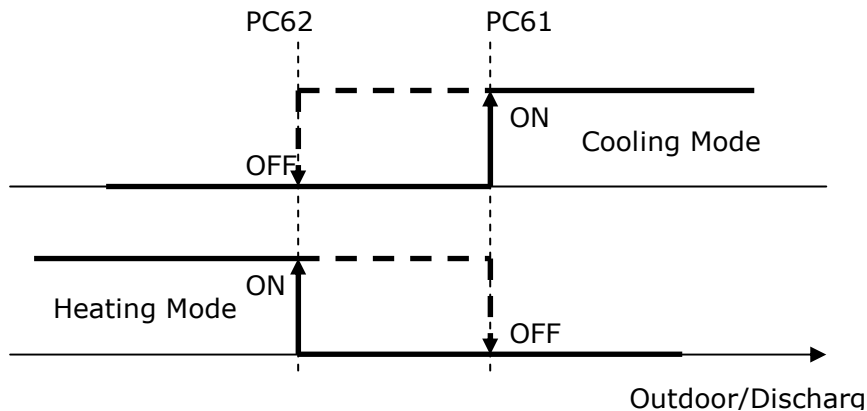 PC62 PC61
ON
Cooling Mode
OFF
ON
Heating Mode
OFF
Outdoor/Discharg